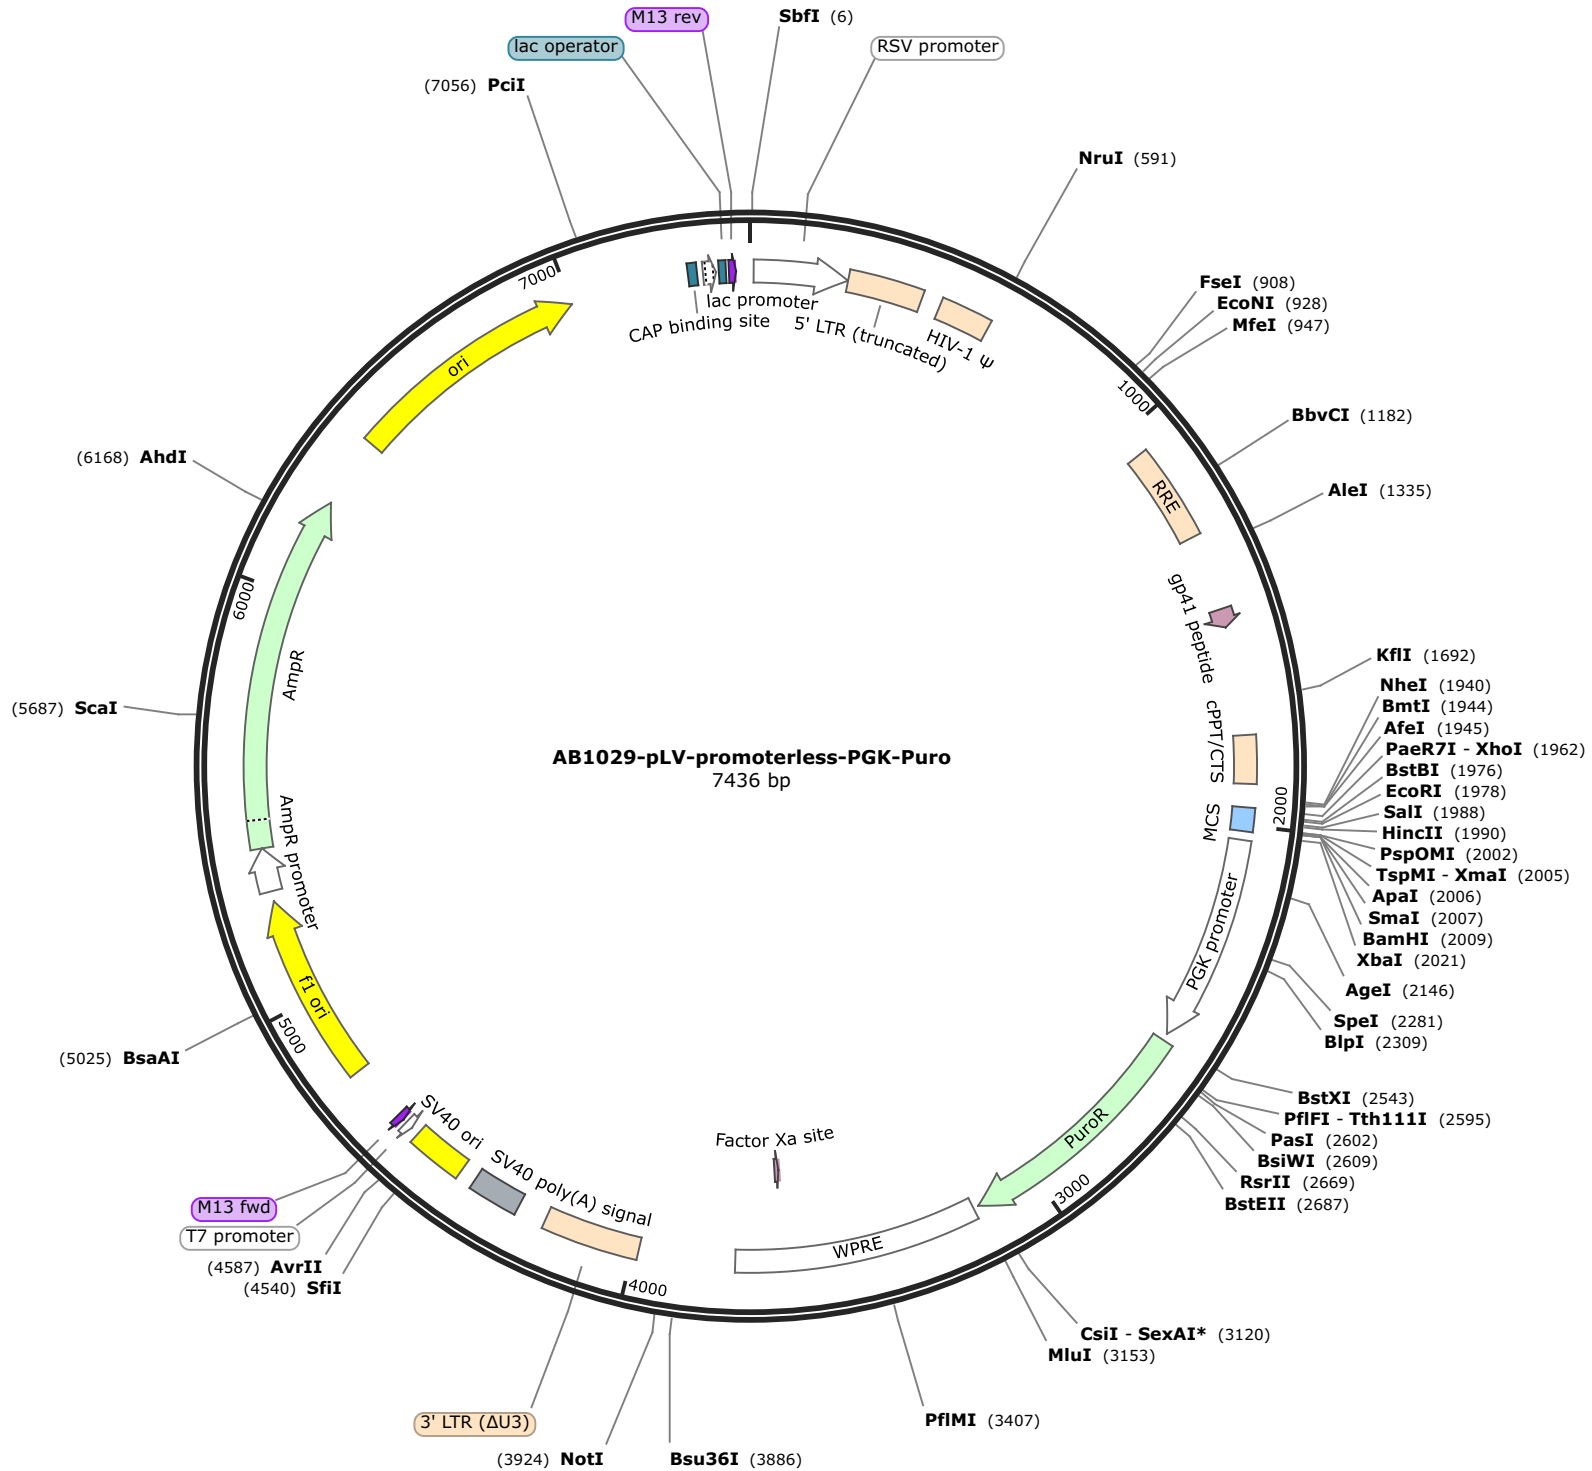 M13 rev
SbfI (6)
lac operator
RSV promoter
(7056) PciI
NruI (591)
7000
lac promoter
CAP binding site
5' LTR (truncated)
HIV-1 ψ
FseI (908)
EcoNI (928)
MfeI (947)
ori
1000
BbvCI (1182)
(6168) AhdI
AleI (1335)
RRE
6000
gp41 peptide
AmpR
KflI (1692)
NheI (1940)
BmtI (1944)
AfeI (1945)
PaeR7I - XhoI (1962)
BstBI (1976)
EcoRI (1978)
SalI (1988)
HincII (1990)
PspOMI (2002)
TspMI - XmaI (2005)
ApaI (2006)
SmaI (2007)
BamHI (2009)
XbaI (2021)
(5687) ScaI
cPPT/CTS
AB1029-pLV-promoterless-PGK-Puro
7436 bp
2000
MCS
AmpR promoter
PGK promoter
AgeI (2146)
SpeI (2281)
BlpI (2309)
f1 ori
5000
(5025) BsaAI
BstXI (2543)
PflFI - Tth111I (2595)
PasI (2602)
BsiWI (2609)
RsrII (2669)
BstEII (2687)
PuroR
SV40 ori
Factor Xa site
SV40 poly(A) signal
3000
M13 fwd
T7 promoter
WPRE
(4587) AvrII
(4540) SfiI
4000
CsiI - SexAI* (3120)
MluI (3153)
3' LTR (ΔU3)
PflMI (3407)
(3924) NotI
Bsu36I (3886)